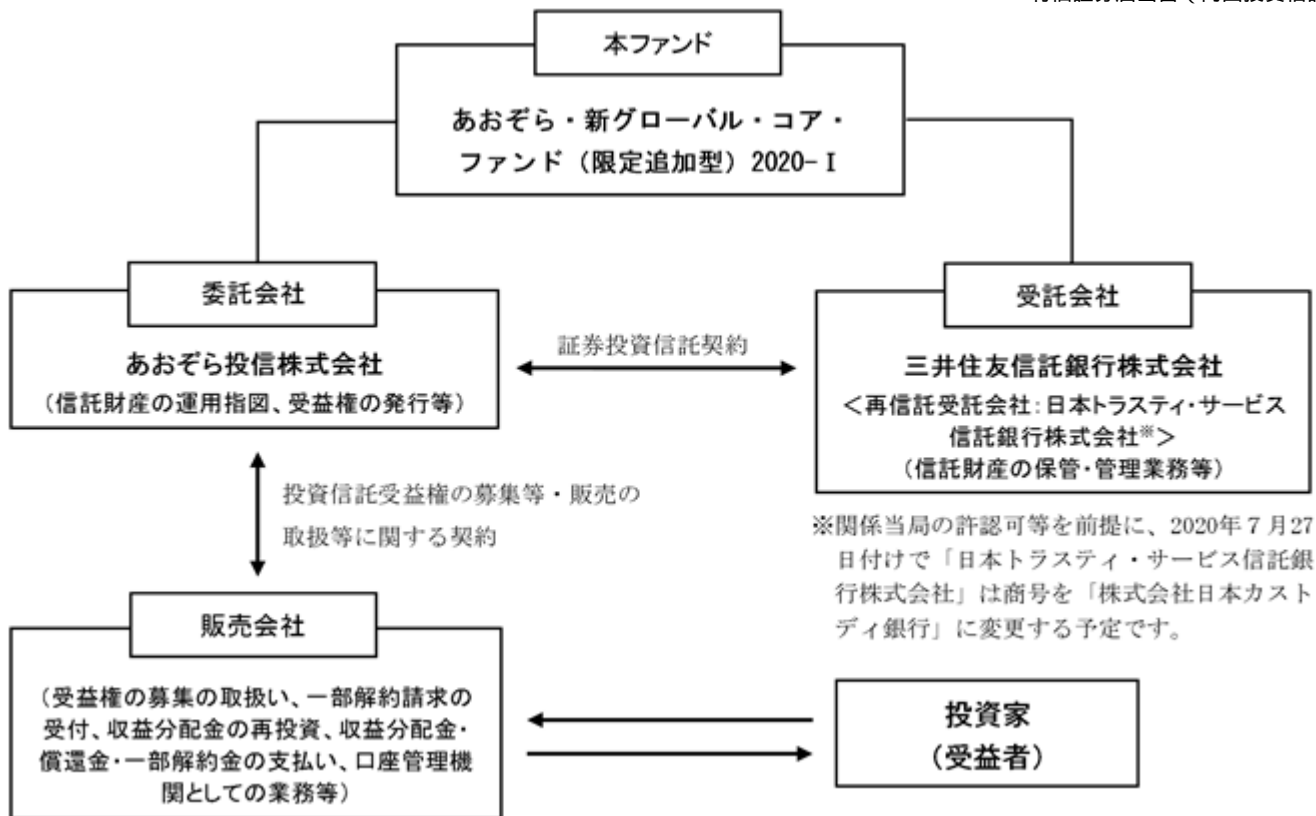 本ファンド
あおぞら・新グローバル・コア・
ファンド（限定追加型）2020-Ⅰ
委託会社
あおぞら投信株式会社
（信託財産の運用指図、受益権の発行等）
証券投資信託契約
受託会社
三井住友信託銀行株式会社
＜再信託受託会社：日本トラスティ・サービス
信託銀行株式会社※＞
（信託財産の保管・管理業務等）
投資信託受益権の募集等・販売の
取扱等に関する契約
※関係当局の許認可等を前提に、2020年７月27
日付けで「日本トラスティ・サービス信託銀
行株式会社」は商号を「株式会社日本カスト
ディ銀行」に変更する予定です。
販売会社
（受益権の募集の取扱い、一部解約請求の
受付、収益分配金の再投資、収益分配金・
償還金・一部解約金の支払い、口座管理機
関としての業務等）
投資家
（受益者）